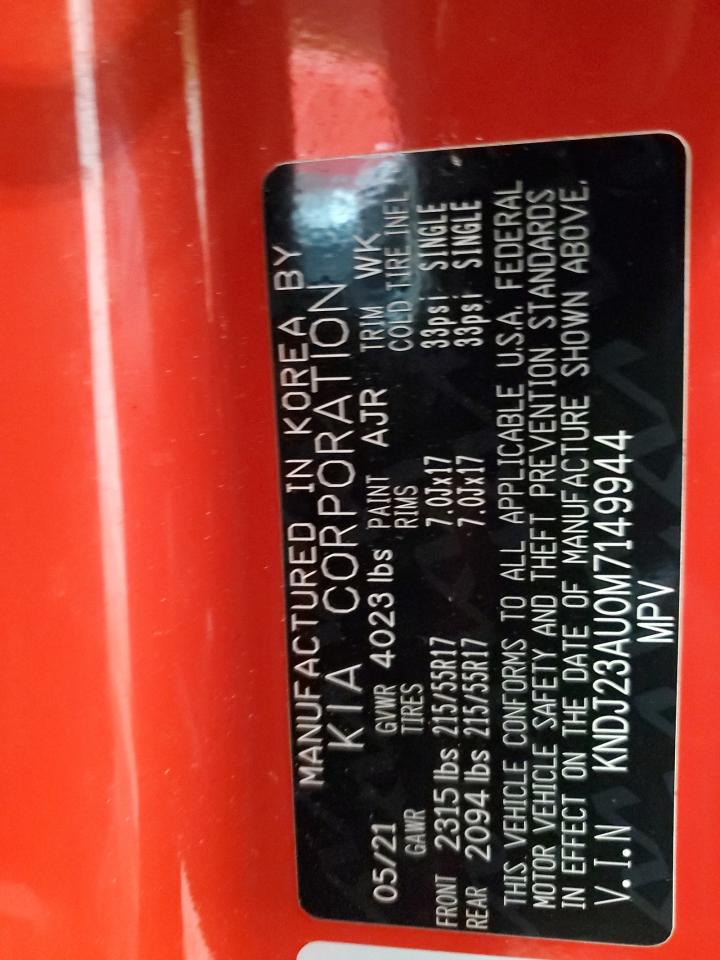 MANUFACTURED IN KOREA BY
KIA CORPORATION
05/21 GVWR 4023 lbs PAINT AJR TRIM WK
GAWR TIRES RIMS COLD TIRE INFL
FRONT 2315 lbs 215/55R17 7.0Jx17 33psi SINGLE
REAR 2094 lbs 215/55R17 7.0Jx17 33psi SINGLE
THIS VEHICLE CONFORMS TO ALL APPLICABLE U.S.A. FEDERAL
MOTOR VEHICLE SAFETY AND THEFT PREVENTION STANDARDS
IN EFFECT ON THE DATE OF MANUFACTURE SHOWN ABOVE.
V.I.N KNDJ23AU0M7149944
MPV